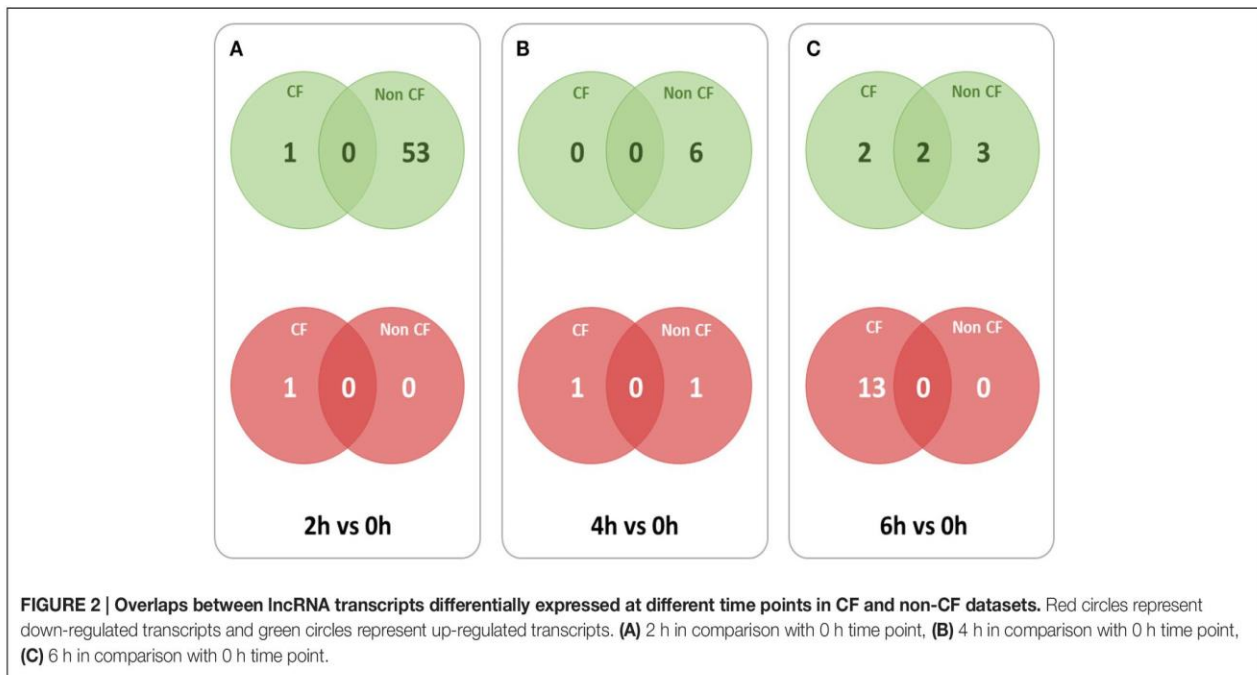 A
CF
Non CF
1
0
53
CF
Non CF
1
0
0
2h vs 0h
B
CF
Non CF
0
0
6
CF
Non CF
1
0
1
4h vs 0h
C
CF
Non CF
2
2
3
CF
Non CF
13
0
0
6h vs 0h
FIGURE 2 | Overlaps between lncRNA transcripts differentially expressed at different time points in CF and non-CF datasets. Red circles represent
down-regulated transcripts and green circles represent up-regulated transcripts. (A) 2 h in comparison with 0 h time point, (B) 4 h in comparison with 0 h time point,
(C) 6 h in comparison with 0 h time point.